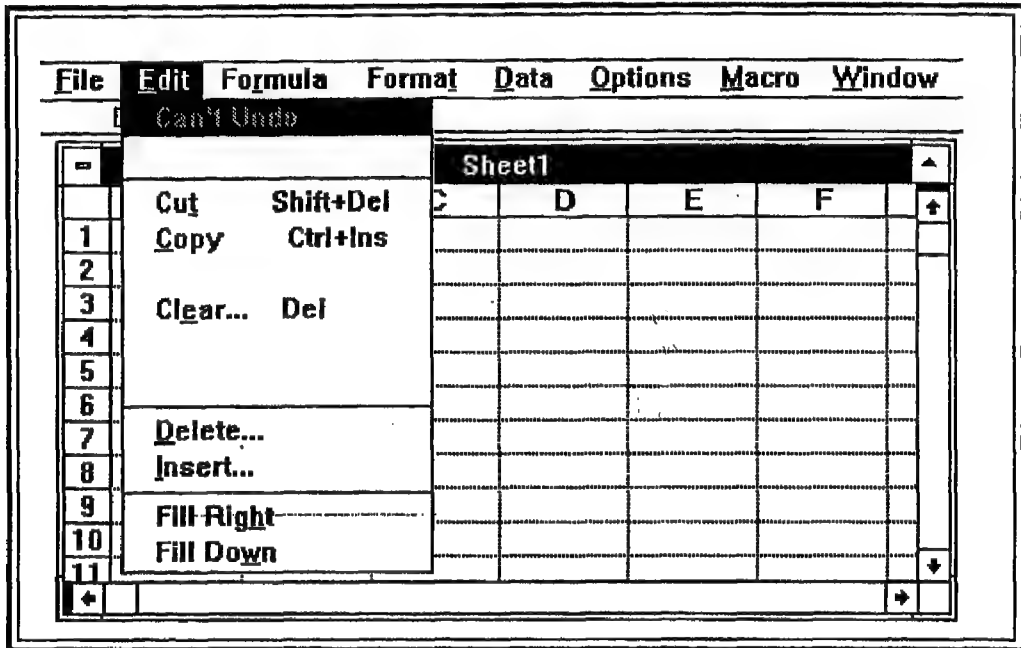 File Edit Formula Format Data Options Macro Window
Can't Undo
Sheet1
Cut Shift+Del
C D E F
Copy Ctrl+Ins
Clear... Del
Delete...
Insert...
Fill Right
Fill Down
1
2
3
4
5
6
7
8
9
10
11